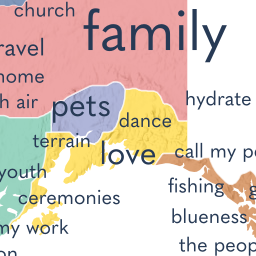 church
family
ravel
home
h air
pets
hydrate
dance
terrain
love
call my p
youth
fishing
ceremonies
blueness
my work
the peop
on